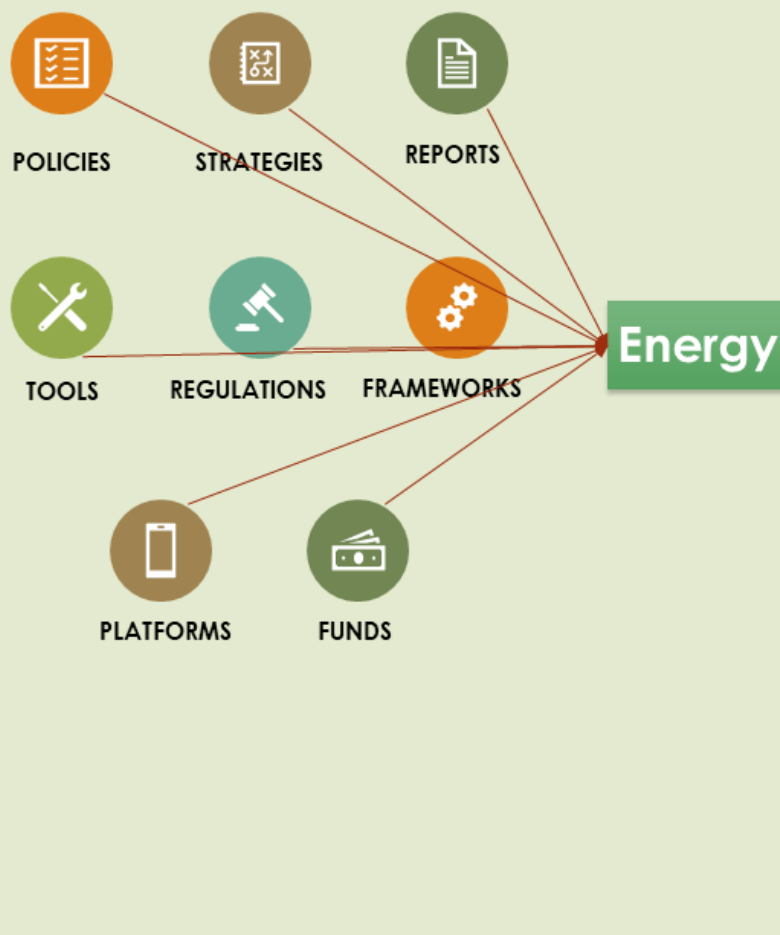 POLICIES
STRATEGIES
REPORTS
TOOLS
REGULATIONS
FRAMEWORKS
Energy
PLATFORMS
FUNDS